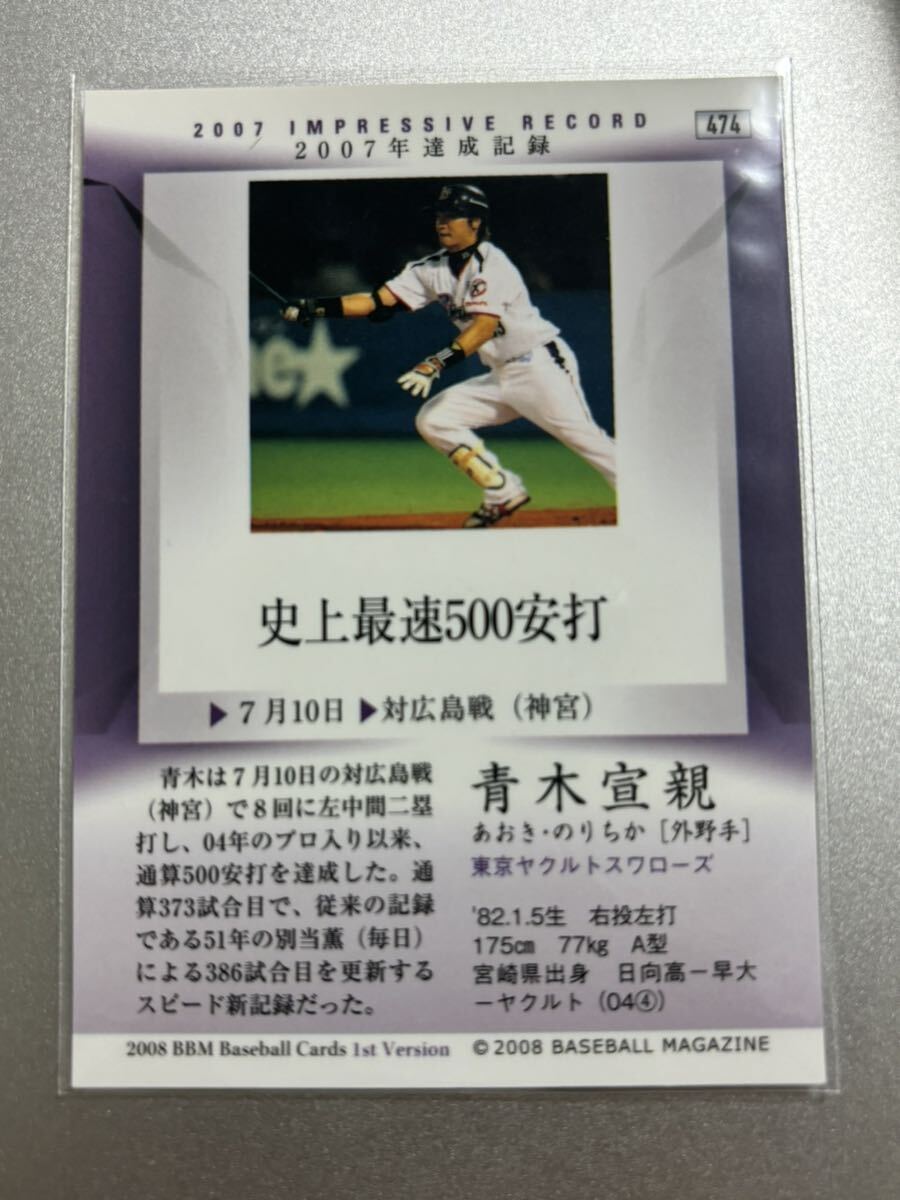 2007 IMPRESSIVE RECORD
474
2007年達成記録
史上最速500安打
▶7月10日▶対広島戦（神宮）
青木は7月10日の対広島戦
（神宮）で8回に左中間二塁
打し、04年のプロ入り以来、
通算500安打を達成した。通
算373試合目で、従来の記録
である51年の別当薫（毎日）
による386試合目を更新する
スピード新記録だった。
青木宣親
あおき・のりちか［外野手］
東京ヤクルトスワローズ
'82.1.5生　右投左打
175㎝　77㎏　A型
宮崎県出身　日向高－早大
－ヤクルト（04④）
2008 BBM Baseball Cards 1st Version
©2008 BASEBALL MAGAZINE